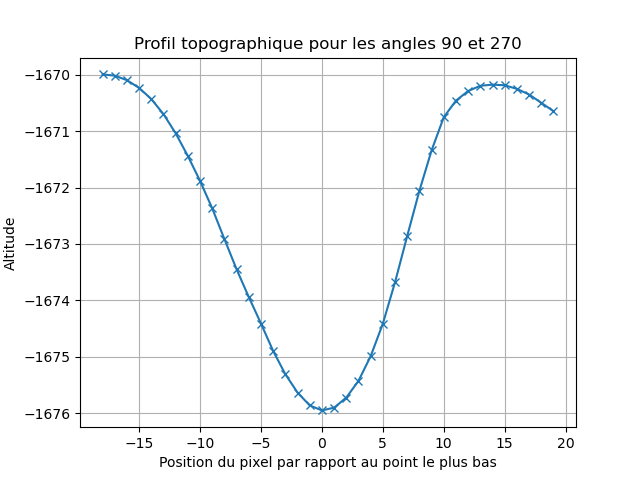 Profil topographique pour les angles 90 et 270
−1670
−1671
−1672
−1673
−1674
−1675
−1676
Altitude
−15 −10 −5 0 5 10 15 20
Position du pixel par rapport au point le plus bas